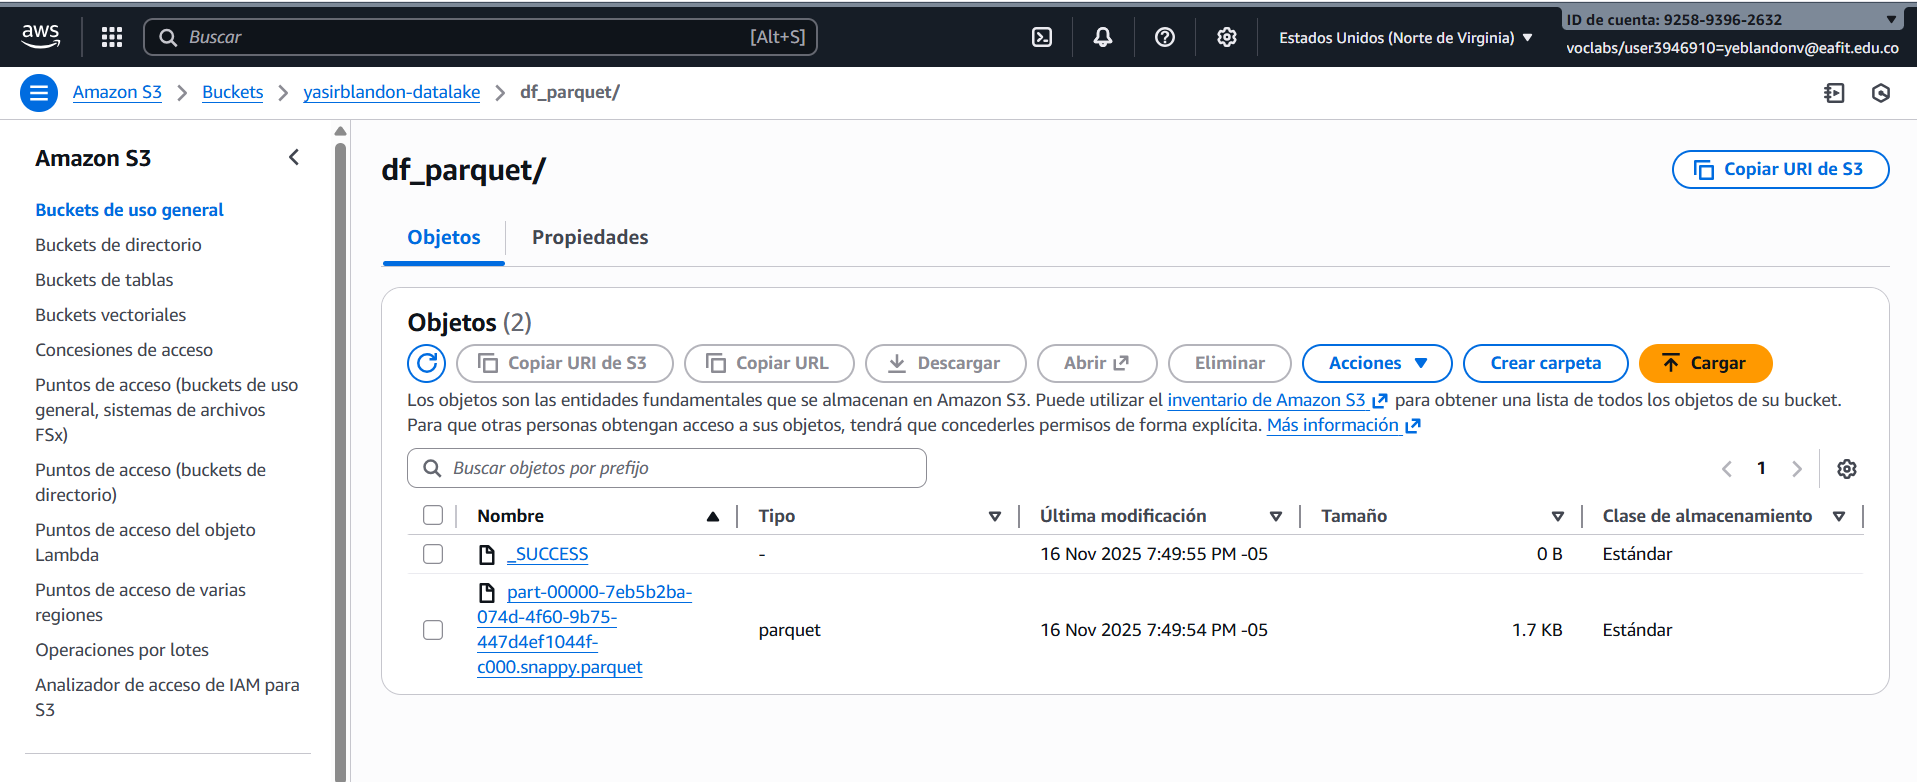 aws
Buscar
[Alt+S]
Estados Unidos (Norte de Virginia)
ID de cuenta: 9258-9396-2632
voclabs/user3946910=yeblandonv@eafit.edu.co
Amazon S3
Buckets
yasirblandon-datalake
df_parquet/
Amazon S3
Buckets de uso general
Buckets de directorio
Buckets de tablas
Buckets vectoriales
Concesiones de acceso
Puntos de acceso (buckets de uso
general, sistemas de archivos
FSx)
Puntos de acceso (buckets de
directorio)
Puntos de acceso del objeto
Lambda
Puntos de acceso de varias
regiones
Operaciones por lotes
Analizador de acceso de IAM para
S3
df_parquet/
Copiar URI de S3
Objetos
Propiedades
Objetos (2)
Copiar URI de S3
Copiar URL
Descargar
Abrir
Eliminar
Acciones
Crear carpeta
Cargar
Los objetos son las entidades fundamentales que se almacenan en Amazon S3. Puede utilizar el inventario de Amazon S3 para obtener una lista de todos los objetos de su bucket.
Para que otras personas obtengan acceso a sus objetos, tendrá que concederles permisos de forma explícita. Más información
Buscar objetos por prefijo
1
Nombre
Tipo
Última modificación
Tamaño
Clase de almacenamiento
_SUCCESS
-
16 Nov 2025 7:49:55 PM -05
0 B
Estándar
part-00000-7eb5b2ba-
074d-4f60-9b75-
447d4ef1044f-
c000.snappy.parquet
parquet
16 Nov 2025 7:49:54 PM -05
1.7 KB
Estándar